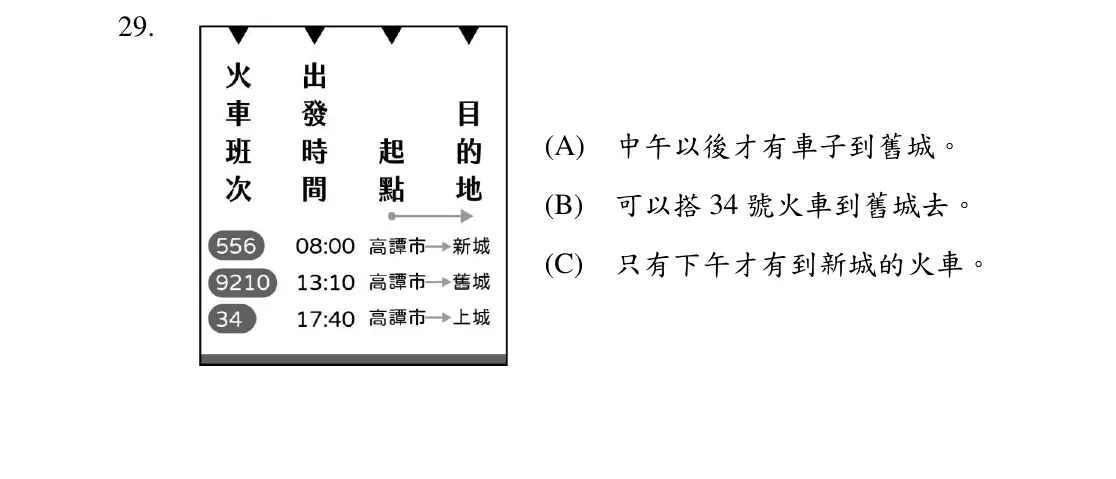 29.
火車班次
出發時間
起點
目的地
556 08:00 高譚市→新城
9210 13:10 高譚市→舊城
34 17:40 高譚市→上城
(A) 中午以後才有車子到舊城。
(B) 可以搭 34 號火車到舊城去。
(C) 只有下午才有到新城的火車。